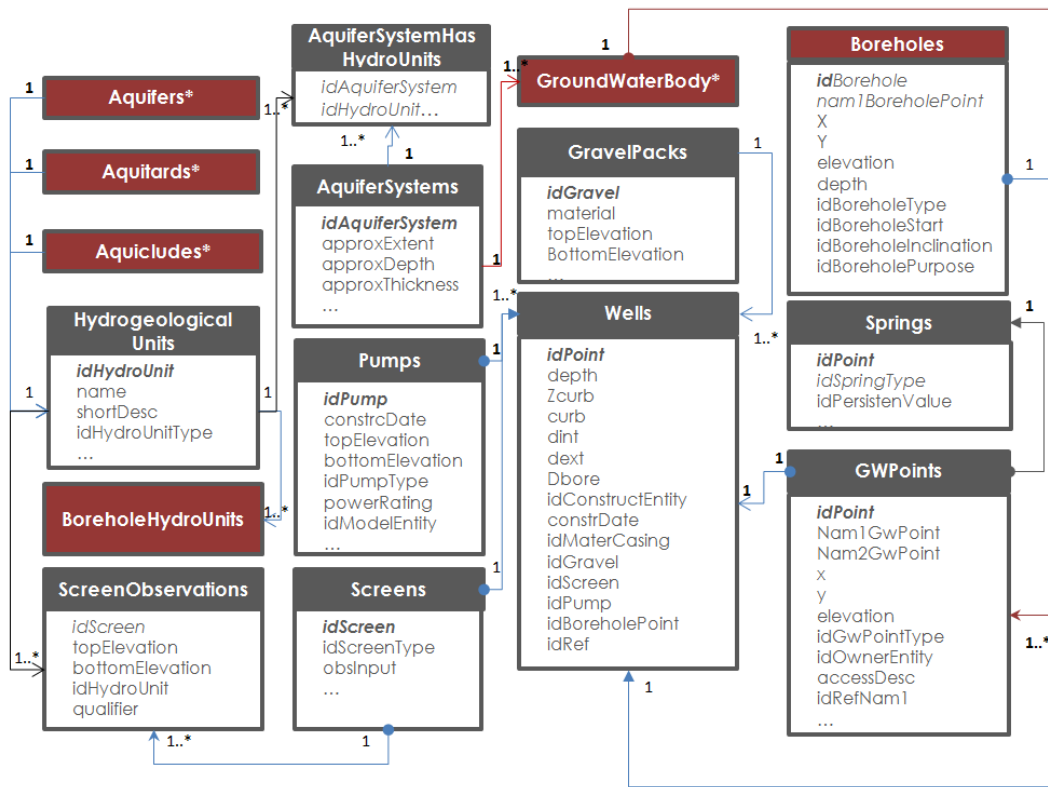 AquiferSystemHas
HydroUnits
idAquiferSystem
idHydroUnit…
1
1..*
1
Aquifers*
1..*
1
Aquitards*
1
Aquicludes*
1..*
1
AquiferSystems
idAquiferSystem
approxExtent
approxDepth
approxThickness
…
1
1..*
GroundWaterBody*
1
GravelPacks
idGravel
material
topElevation
BottomElevation
…
1
1..*
Boreholes
idBorehole
nam1BoreholePoint
X
Y
elevation
depth
idBoreholeType
idBoreholeStart
idBoreholeInclination
idBoreholePurpose
1
Hydrogeological
Units
idHydroUnit
name
shortDesc
idHydroUnitType
…
1
1
Pumps
idPump
constrcDate
topElevation
bottomElevation
idPumpType
powerRating
idModelEntity
…
1
1..*
Wells
idPoint
depth
Zcurb
curb
dint
dext
Dbore
idConstructEntity
constrDate
idMaterCasing
idGravel
idScreen
idPump
idBoreholePoint
idRef
1
1
Springs
idPoint
idSpringType
idPersistenValue
…
1
1
GWPoints
idPoint
Nam1GwPoint
Nam2GwPoint
x
y
elevation
idGwPointType
idOwnerEntity
accessDesc
idRefNam1
…
1..*
BoreholeHydroUnits
1..*
ScreenObservations
idScreen
topElevation
bottomElevation
idHydroUnit
qualifier
1..*
1..*
Screens
idScreen
idScreenType
obsInput
…
1
1